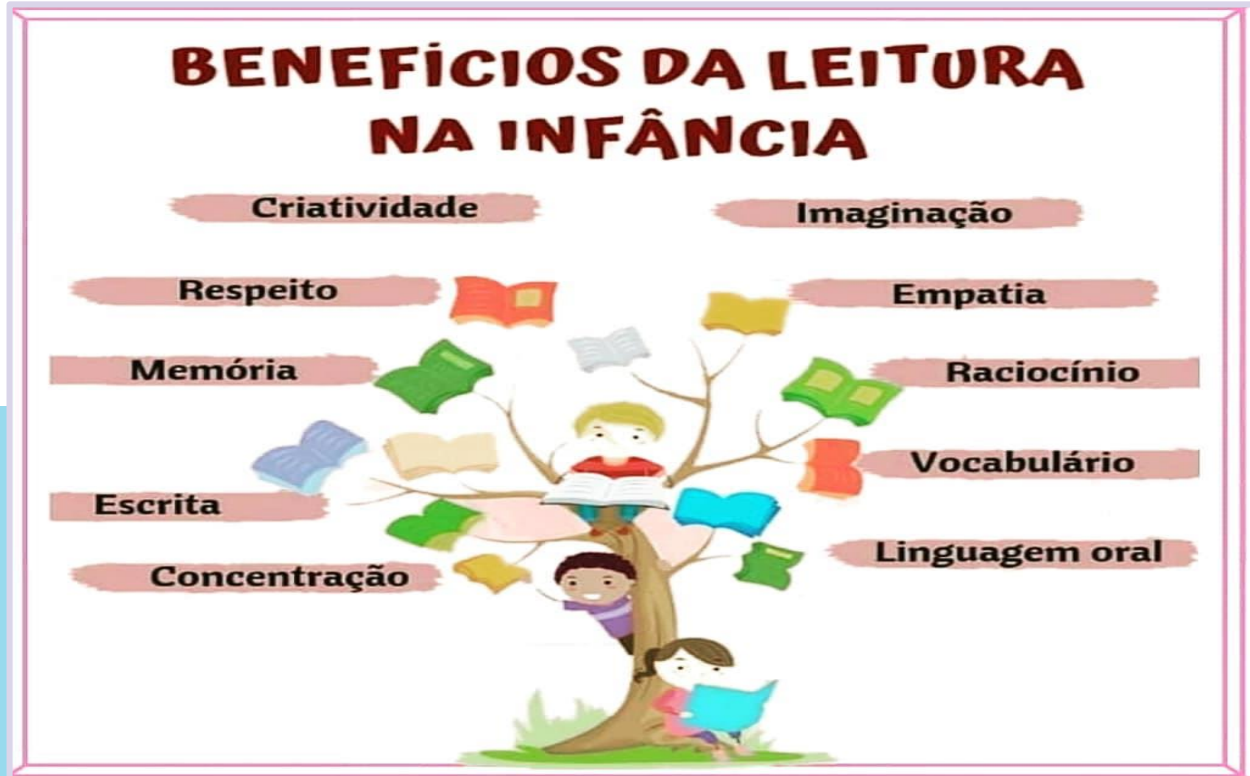 BENEFÍCIOS DA LEITURA
NA INFÂNCIA
Criatividade
Imaginação
Respeito
Empatia
Memória
Raciocínio
Vocabulário
Escrita
Linguagem oral
Concentração